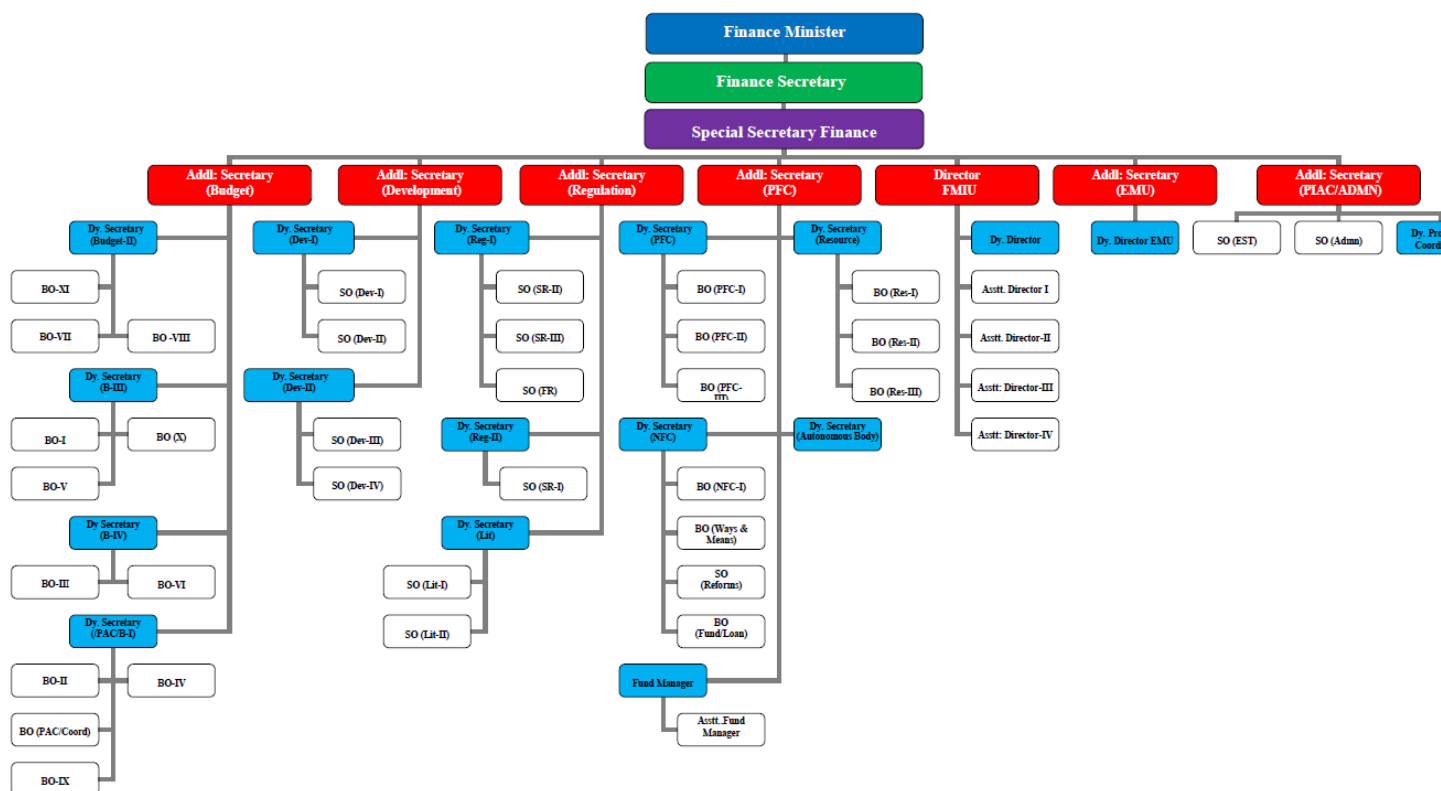 Finance Minister
Finance Secretary
Special Secretary Finance
Addl: Secretary
(Budget)
Addl: Secretary
(Development)
Addl: Secretary
(Regulation)
Addl: Secretary
(PFC)
Director
FMIU
Addl: Secretary
(EMU)
Addl: Secretary
(PIAC/ADMN)
Dy. Secretary
(Budget-II)
BO-XI
BO-VII
BO -VIII
Dy. Secretary
(B-III)
BO-I
BO (X)
BO-V
Dy Secretary
(B-IV)
BO-III
BO-VI
Dy. Secretary
(/PAC/B-I)
BO-II
BO-IV
BO (PAC/Coord)
BO-IX
Dy. Secretary
(Dev-I)
SO (Dev-I)
SO (Dev-II)
Dy. Secretary
(Dev-II)
SO (Dev-III)
SO (Dev-IV)
Dy. Secretary
(Reg-I)
SO (SR-II)
SO (SR-III)
SO (FR)
Dy. Secretary
(Reg-II)
SO (SR-I)
Dy. Secretary
(Lit)
SO (Lit-I)
SO (Lit-II)
Dy. Secretary
(PFC)
BO (PFC-I)
BO (PFC-II)
BO (PFC-
III)
Dy. Secretary
(Resource)
BO (Res-I)
BO (Res-II)
BO (Res-III)
Dy. Secretary
(NFC)
Dy. Secretary
(Autonomous Body)
BO (NFC-I)
BO (Ways &
Means)
SO
(Reforms)
BO
(Fund/Loan)
Fund Manager
Asstt..Fund
Manager
Dy. Director
Asstt. Director I
Asstt. Director-II
Asstt: Director-III
Asstt: Director-IV
Dy. Director EMU
SO (EST)
SO (Admn)
Dy. Pro
Coord